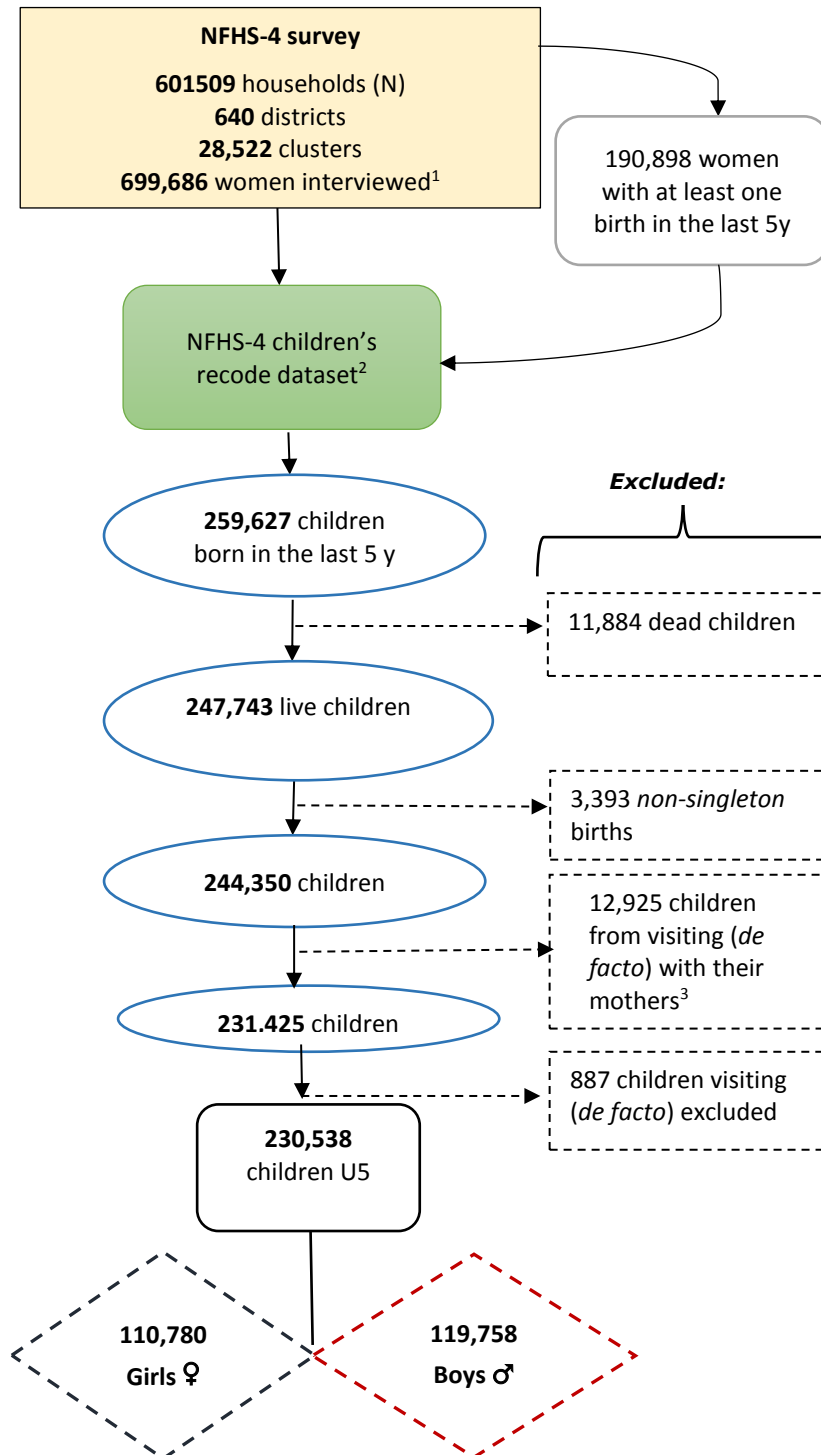 NFHS-4 survey
601509 households (N)
640 districts
28,522 clusters
699,686 women interviewed1
190,898 women
with at least one
birth in the last 5y
NFHS-4 children’s
recode dataset2
Excluded:
259,627 children
born in the last 5 y
11,884 dead children
247,743 live children
3,393 non-singleton
births
244,350 children
12,925 children
from visiting (de
facto) with their
mothers3
231.425 children
887 children visiting
(de facto) excluded
230,538
children U5
110,780
Girls ♀
119,758
Boys ♂